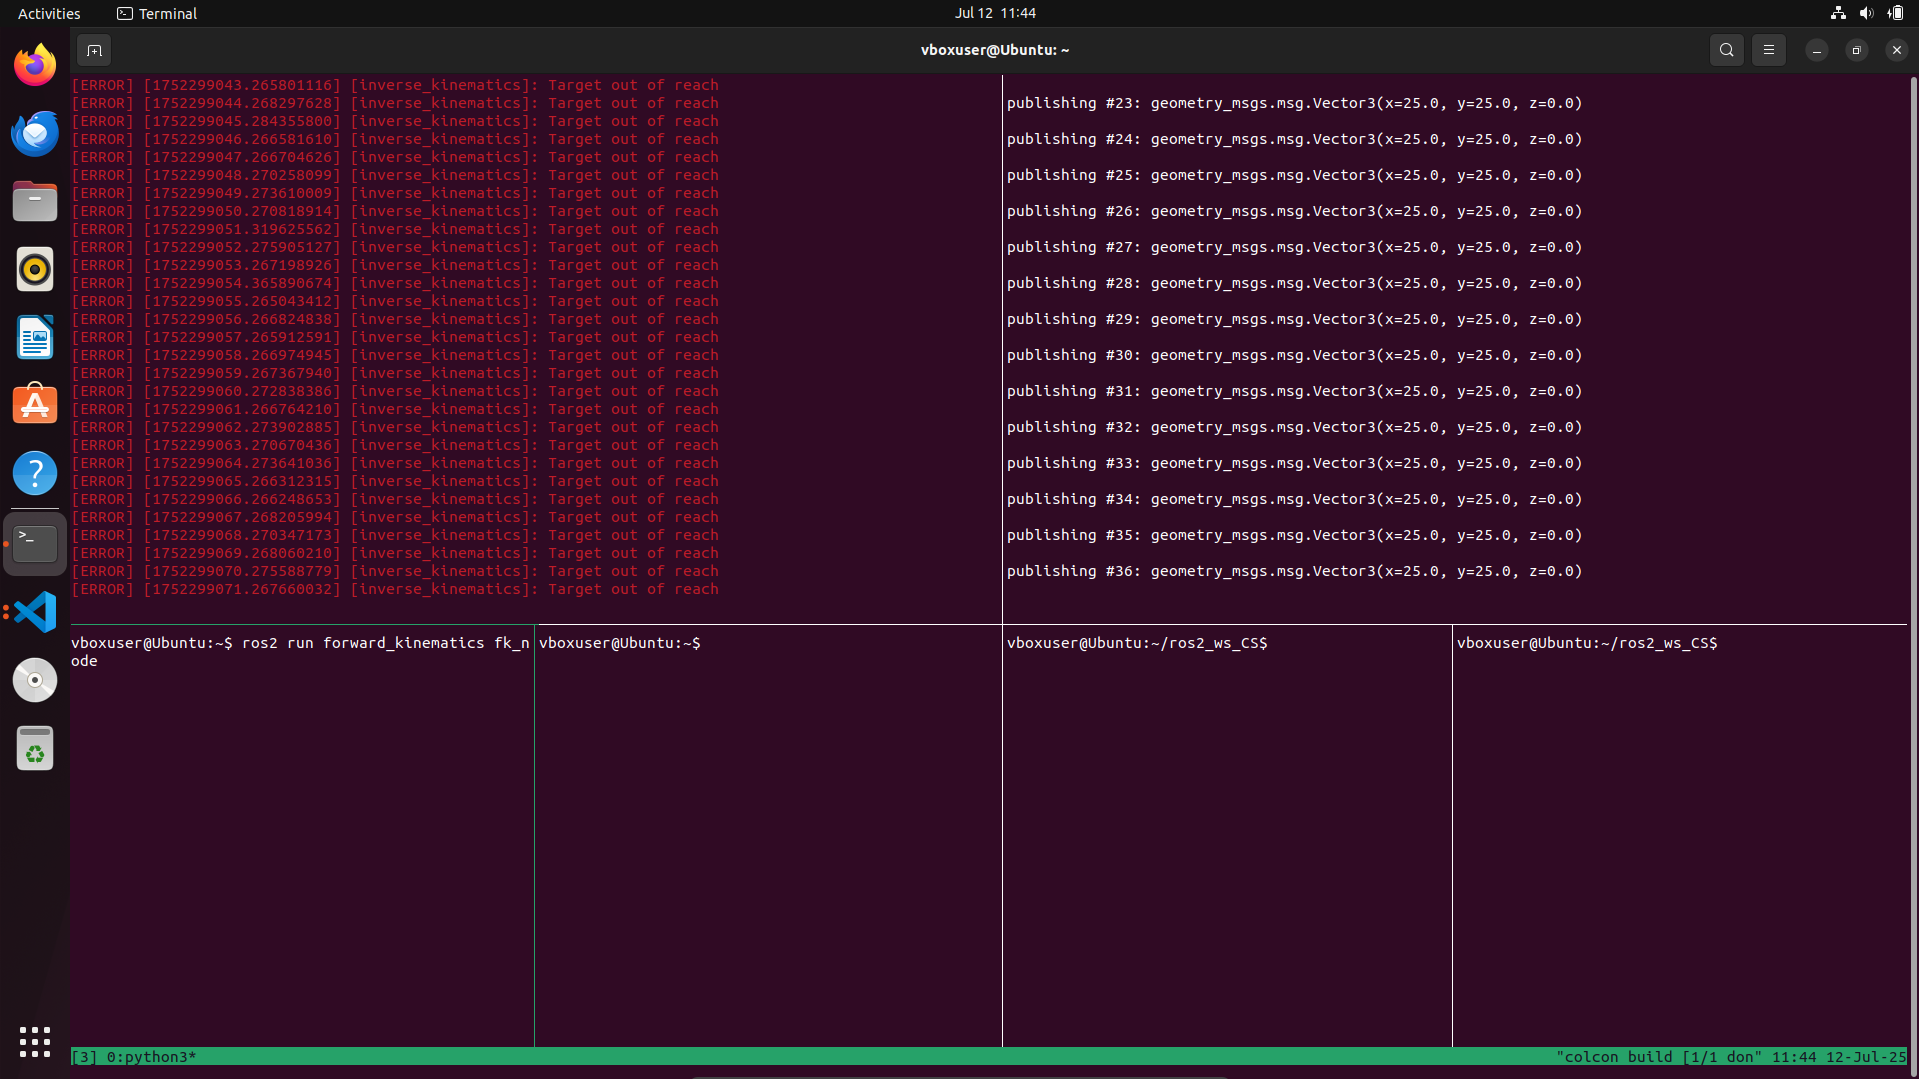 Activities
Terminal
Jul 12 11:44
vboxuser@Ubuntu: ~
[ERROR] [1752299043.265801116] [inverse_kinematics]: Target out of reach
[ERROR] [1752299044.268297628] [inverse_kinematics]: Target out of reach
[ERROR] [1752299045.284355800] [inverse_kinematics]: Target out of reach
[ERROR] [1752299046.266581610] [inverse_kinematics]: Target out of reach
[ERROR] [1752299047.266704626] [inverse_kinematics]: Target out of reach
[ERROR] [1752299048.270258099] [inverse_kinematics]: Target out of reach
[ERROR] [1752299049.273610009] [inverse_kinematics]: Target out of reach
[ERROR] [1752299050.270818914] [inverse_kinematics]: Target out of reach
[ERROR] [1752299051.319625562] [inverse_kinematics]: Target out of reach
[ERROR] [1752299052.275905127] [inverse_kinematics]: Target out of reach
[ERROR] [1752299053.267198926] [inverse_kinematics]: Target out of reach
[ERROR] [1752299054.365890674] [inverse_kinematics]: Target out of reach
[ERROR] [1752299055.265043412] [inverse_kinematics]: Target out of reach
[ERROR] [1752299056.266824838] [inverse_kinematics]: Target out of reach
[ERROR] [1752299057.265912591] [inverse_kinematics]: Target out of reach
[ERROR] [1752299058.266974945] [inverse_kinematics]: Target out of reach
[ERROR] [1752299059.267367940] [inverse_kinematics]: Target out of reach
[ERROR] [1752299060.272838386] [inverse_kinematics]: Target out of reach
[ERROR] [1752299061.266764210] [inverse_kinematics]: Target out of reach
[ERROR] [1752299062.273902885] [inverse_kinematics]: Target out of reach
[ERROR] [1752299063.270670436] [inverse_kinematics]: Target out of reach
[ERROR] [1752299064.273641036] [inverse_kinematics]: Target out of reach
[ERROR] [1752299065.266312315] [inverse_kinematics]: Target out of reach
[ERROR] [1752299066.266248653] [inverse_kinematics]: Target out of reach
[ERROR] [1752299067.268205994] [inverse_kinematics]: Target out of reach
[ERROR] [1752299068.270347173] [inverse_kinematics]: Target out of reach
[ERROR] [1752299069.268060210] [inverse_kinematics]: Target out of reach
[ERROR] [1752299070.275588779] [inverse_kinematics]: Target out of reach
[ERROR] [1752299071.267660032] [inverse_kinematics]: Target out of reach
publishing #23: geometry_msgs.msg.Vector3(x=25.0, y=25.0, z=0.0)
publishing #24: geometry_msgs.msg.Vector3(x=25.0, y=25.0, z=0.0)
publishing #25: geometry_msgs.msg.Vector3(x=25.0, y=25.0, z=0.0)
publishing #26: geometry_msgs.msg.Vector3(x=25.0, y=25.0, z=0.0)
publishing #27: geometry_msgs.msg.Vector3(x=25.0, y=25.0, z=0.0)
publishing #28: geometry_msgs.msg.Vector3(x=25.0, y=25.0, z=0.0)
publishing #29: geometry_msgs.msg.Vector3(x=25.0, y=25.0, z=0.0)
publishing #30: geometry_msgs.msg.Vector3(x=25.0, y=25.0, z=0.0)
publishing #31: geometry_msgs.msg.Vector3(x=25.0, y=25.0, z=0.0)
publishing #32: geometry_msgs.msg.Vector3(x=25.0, y=25.0, z=0.0)
publishing #33: geometry_msgs.msg.Vector3(x=25.0, y=25.0, z=0.0)
publishing #34: geometry_msgs.msg.Vector3(x=25.0, y=25.0, z=0.0)
publishing #35: geometry_msgs.msg.Vector3(x=25.0, y=25.0, z=0.0)
publishing #36: geometry_msgs.msg.Vector3(x=25.0, y=25.0, z=0.0)
vboxuser@Ubuntu:~$ ros2 run forward_kinematics fk_n
ode
vboxuser@Ubuntu:~$
vboxuser@Ubuntu:~/ros2_ws_CS$
vboxuser@Ubuntu:~/ros2_ws_CS$
[3] 0:python3*
"colcon build [1/1 don" 11:44 12-Jul-25